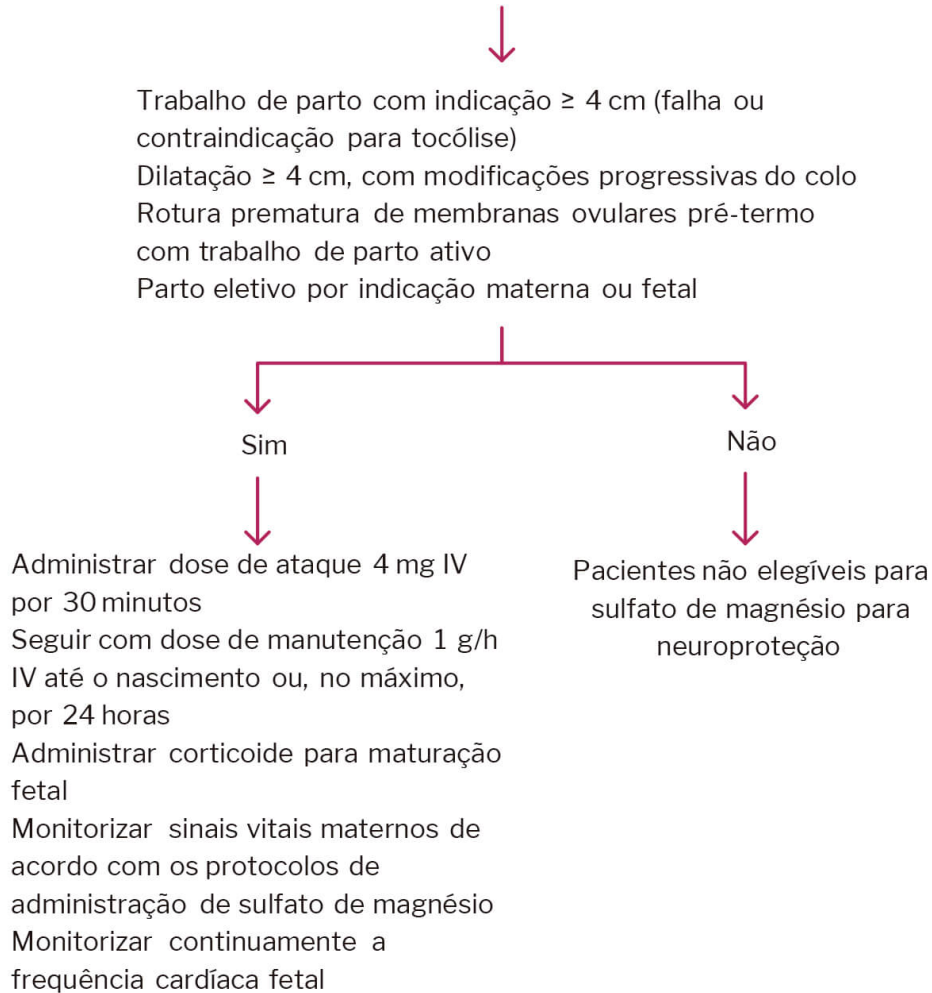 Trabalho de parto com indicação ≥ 4 cm (falha ou
contraindicação para tocólise)
Dilatação ≥ 4 cm, com modificações progressivas do colo
Rotura prematura de membranas ovulares pré-termo
com trabalho de parto ativo
Parto eletivo por indicação materna ou fetal
Sim
Não
Administrar dose de ataque 4 mg IV
por 30 minutos
Seguir com dose de manutenção 1 g/h
IV até o nascimento ou, no máximo,
por 24 horas
Administrar corticoide para maturação
fetal
Monitorizar sinais vitais maternos de
acordo com os protocolos de
administração de sulfato de magnésio
Monitorizar continuamente a
frequência cardíaca fetal
Pacientes não elegíveis para
sulfato de magnésio para
neuroproteção